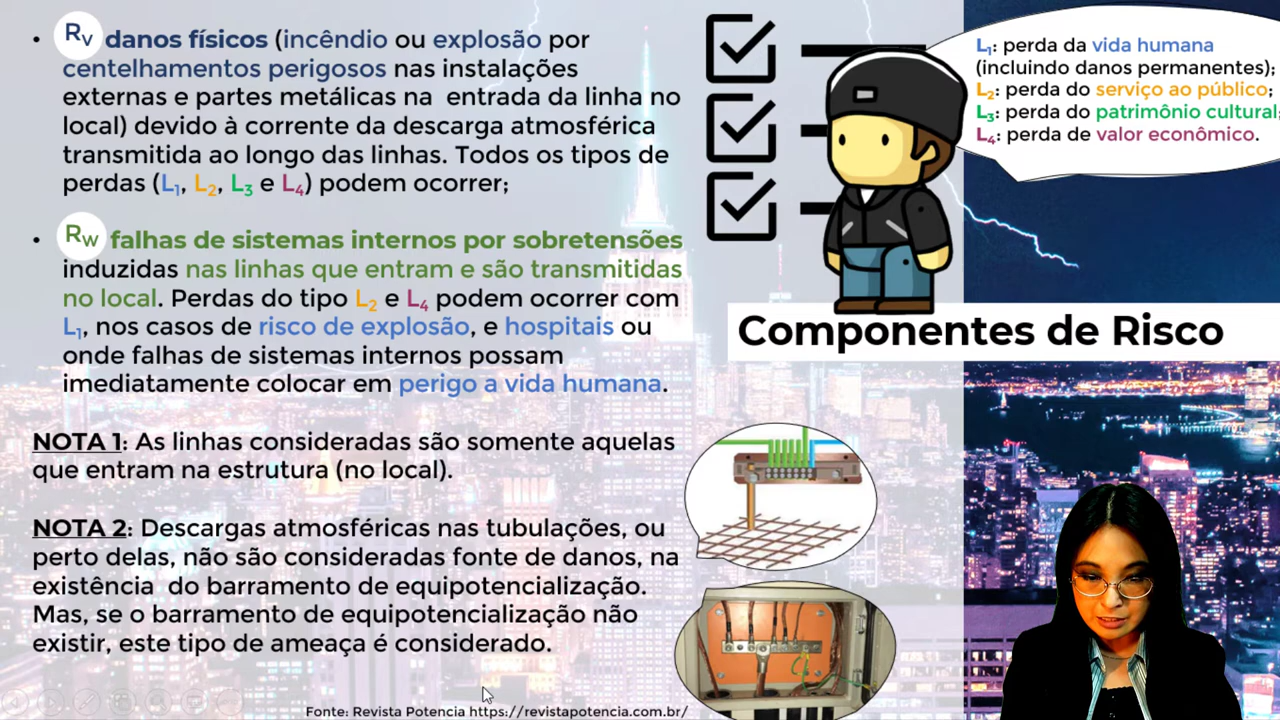 • RV danos físicos (incêndio ou explosão por
centelhamentos perigosos nas instalações
externas e partes metálicas na entrada da linha no
local) devido à corrente da descarga atmosférica
transmitida ao longo das linhas. Todos os tipos de
perdas (L1, L2, L3 e L4) podem ocorrer;
• RW falhas de sistemas internos por sobretensões
induzidas nas linhas que entram e são transmitidas
no local. Perdas do tipo L2 e L4 podem ocorrer com
L1, nos casos de risco de explosão, e hospitais ou
onde falhas de sistemas internos possam
imediatamente colocar em perigo a vida humana.
NOTA 1: As linhas consideradas são somente aquelas
que entram na estrutura (no local).
NOTA 2: Descargas atmosféricas nas tubulações, ou
perto delas, não são consideradas fonte de danos, na
existência do barramento de equipotencialização.
Mas, se o barramento de equipotencialização não
existir, este tipo de ameaça é considerado.
Fonte: Revista Potencia https://revistapotencia.com.br/
L1: perda da vida humana
(incluindo danos permanentes);
L2: perda do serviço ao público;
L3: perda do patrimônio cultural;
L4: perda de valor econômico.
Componentes de Risco